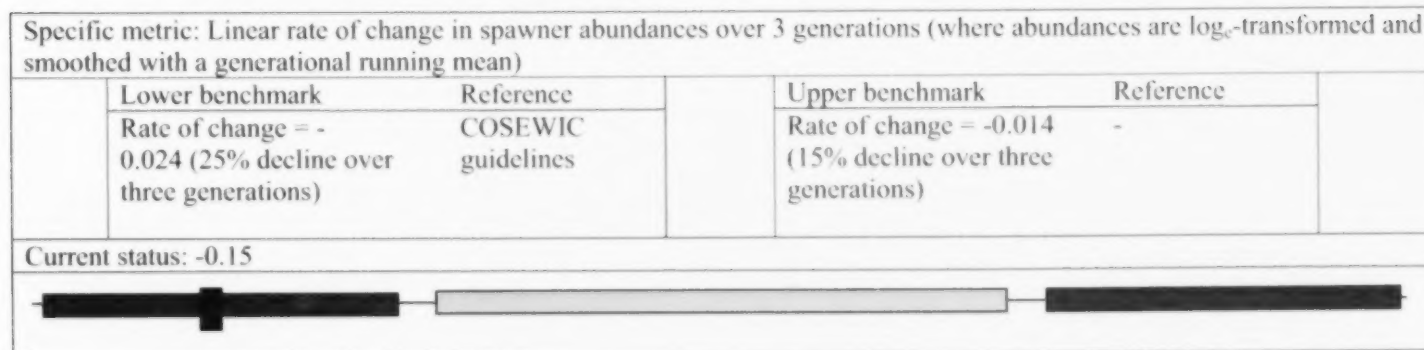 Specific metric: Linear rate of change in spawner abundances over 3 generations (where abundances are logₑ-transformed and
smoothed with a generational running mean)
Lower benchmark Reference
Rate of change = - COSEWIC
0.024 (25% decline over guidelines
three generations)
Upper benchmark Reference
Rate of change = -0.014 -
(15% decline over three
generations)
Current status: -0.15